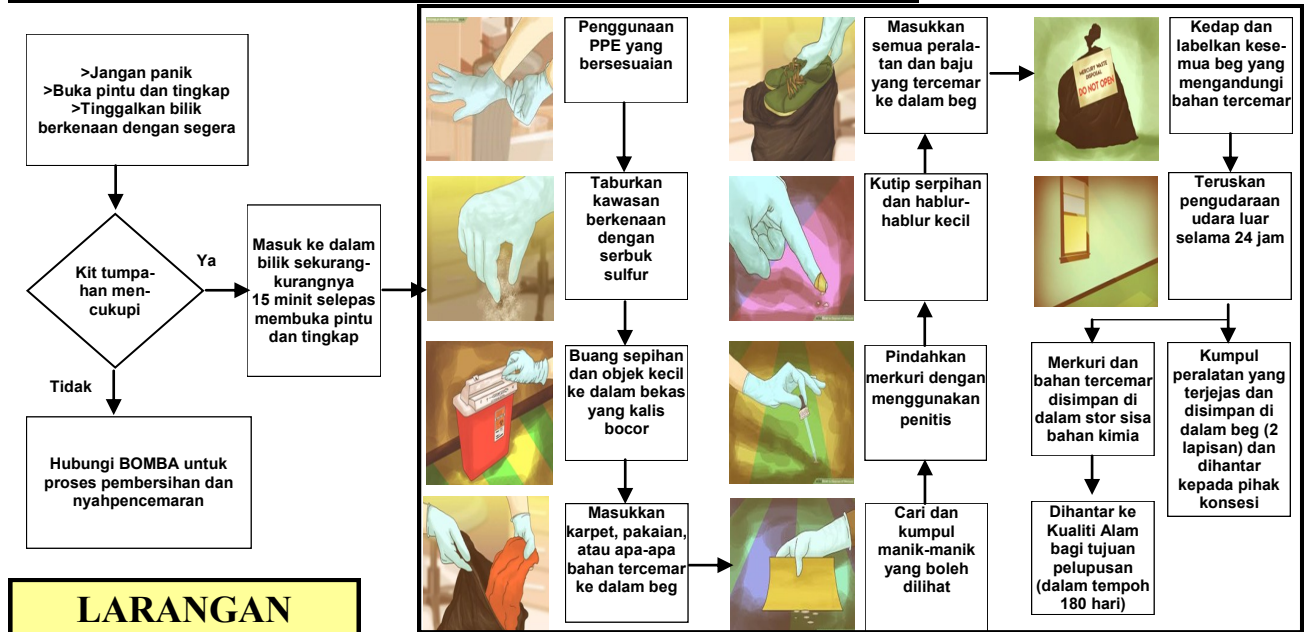 >Jangan panik
>Buka pintu dan tingkap
>Tinggalkan bilik
berkenaan dengan segera
Kit tumpa-
han men-
cukupi
Ya
Tidak
Masuk ke dalam
bilik sekurang-
kurangnya
15 minit selepas
membuka pintu
dan tingkap
Hubungi BOMBA untuk
proses pembersihan dan
nyahpencemaran
Penggunaan
PPE yang
bersesuaian
Taburkan
kawasan
berkenaan
dengan
serbuk
sulfur
Buang sepihan
dan objek kecil
ke dalam bekas
yang kalis
bocor
Masukkan
karpet, pakaian,
atau apa-apa
bahan tercemar
ke dalam beg
Cari dan
kumpul
manik-manik
yang boleh
dilihat
Pindahkan
merkuri dengan
menggunakan
penitis
Kutip serpihan
dan hablur-
hablur kecil
Masukkan
semua perala-
tan dan baju
yang tercemar
ke dalam beg
MERCURY WASTE
DISPOSAL
DO NOT OPEN
Kedap dan
labelkan kese-
mua beg yang
mengandungi
bahan tercemar
Teruskan
pengudaraan
udara luar
selama 24 jam
Merkuri dan
bahan tercemar
disimpan di
dalam stor sisa
bahan kimia
Dihantar ke
Kualiti Alam
bagi tujuan
pelupusan
(dalam tempoh
180 hari)
Kumpul
peralatan yang
terjejas dan
disimpan di
dalam beg (2
lapisan) dan
dihantar
kepada pihak
konsesi
LARANGAN